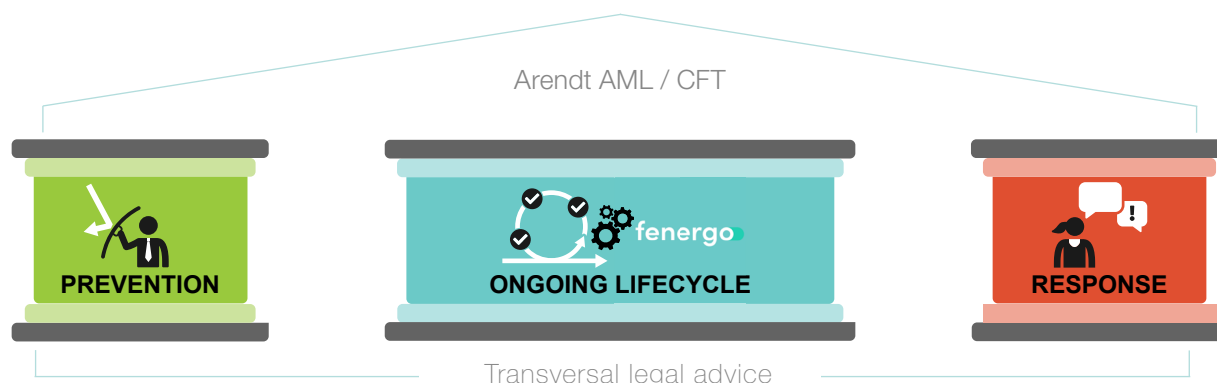 Arendt AML / CFT
fenergo
PREVENTION
ONGOING LIFECYCLE
!
RESPONSE
Transversal legal advice